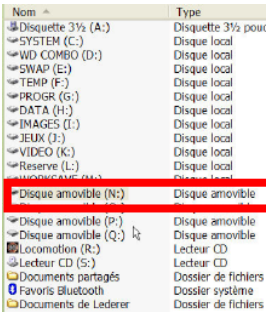 Nom Type
Disquette 3½ (A:) Disquette 3½ pouc
SYSTEM (C:) Disque local
WD COMBO (D:) Disque local
SWAP (E:) Disque local
TEMP (F:) Disque local
PROGR (G:) Disque local
DATA (H:) Disque local
IMAGES (I:) Disque local
JEUX (J:) Disque local
VIDEO (K:) Disque local
Reserve (L:) Disque local
Disque amovible (N:) Disque amovible
Disque amovible (P:) Disque amovible
Disque amovible (Q:) Disque amovible
Locomotion (R:) Lecteur CD
Lecteur CD (S:) Lecteur CD
Documents partagés Dossier de fichiers
Favoris Bluetooth Dossier système
Documents de Lederer Dossier de fichiers